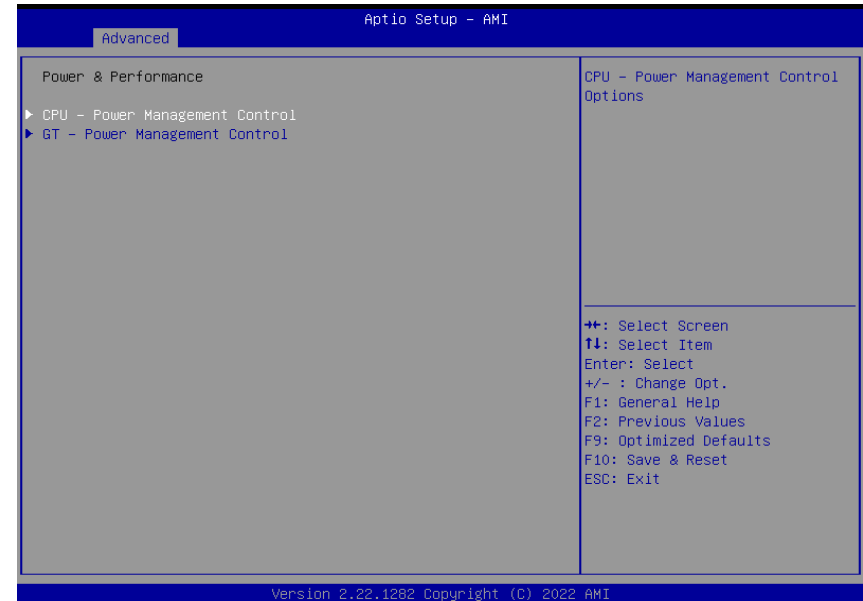 Aptio Setup – AMI
Advanced
Power & Performance
▶ CPU – Power Management Control
▶ GT – Power Management Control
CPU – Power Management Control
Options
→←: Select Screen
↑↓: Select Item
Enter: Select
+/– : Change Opt.
F1: General Help
F2: Previous Values
F9: Optimized Defaults
F10: Save & Reset
ESC: Exit
Version 2.22.1282 Copyright (C) 2022 AMI